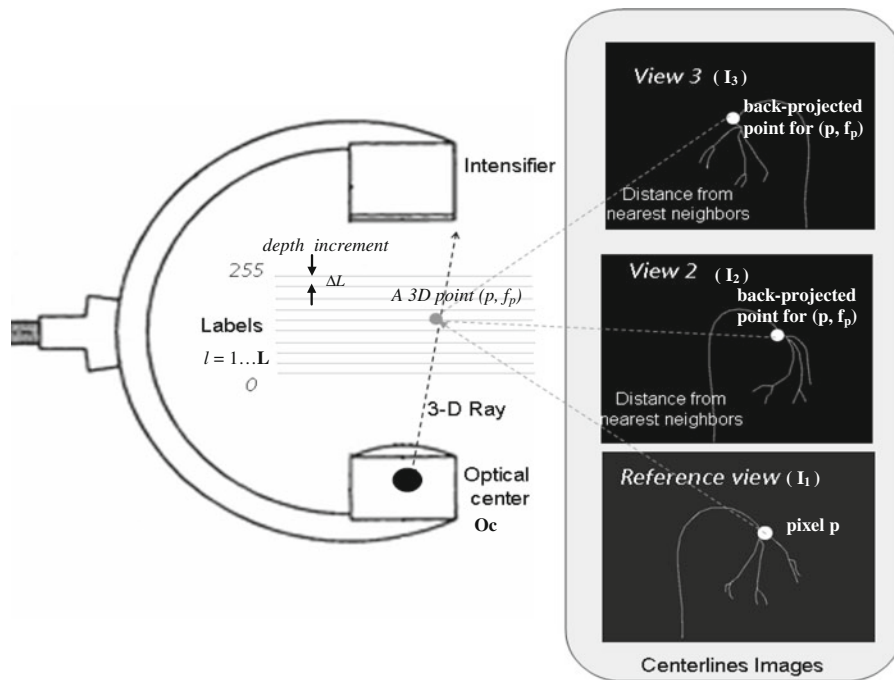 Intensifier
depth increment
255
ΔL
A 3D point (p, fp)
Labels
l = 1...L
0
3-D Ray
Optical
center
Oc
View 3 ( I3 )
back-projected
point for (p, fp)
Distance from
nearest neighbors
View 2 ( I2 )
back-projected
point for (p, fp)
Distance from
nearest neighbors
Reference view ( I1 )
pixel p
Centerlines Images